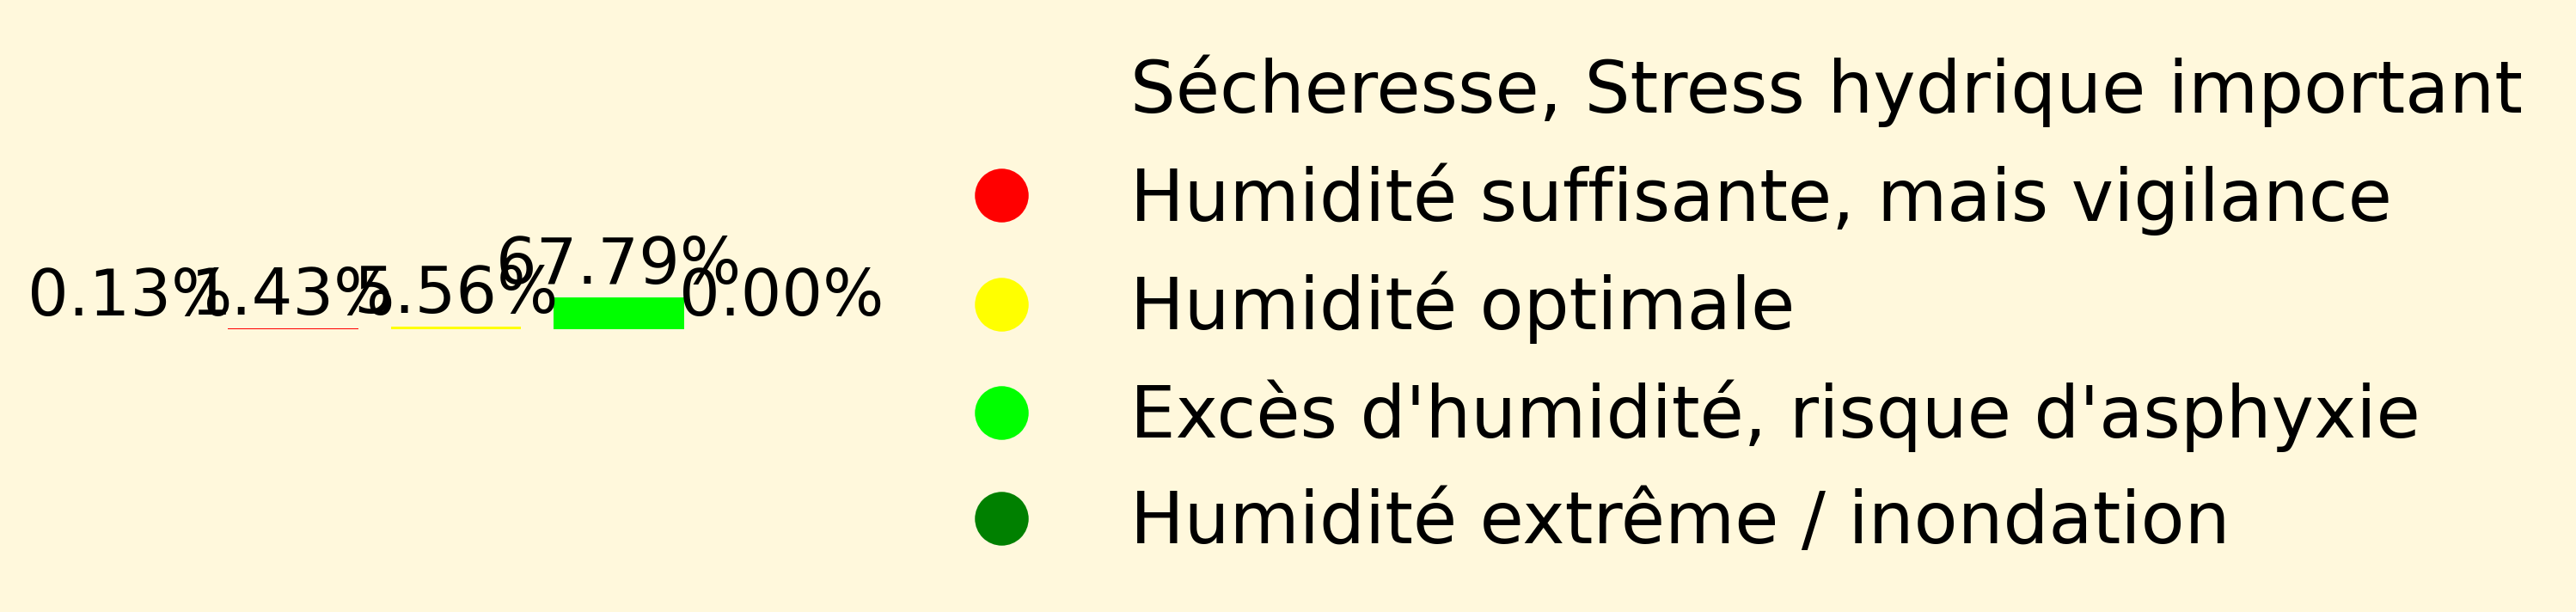 0.13%
1.43%
5.56%
67.79%
0.00%
Sécheresse, Stress hydrique important
Humidité suffisante, mais vigilance
Humidité optimale
Excès d'humidité, risque d'asphyxie
Humidité extrême / inondation